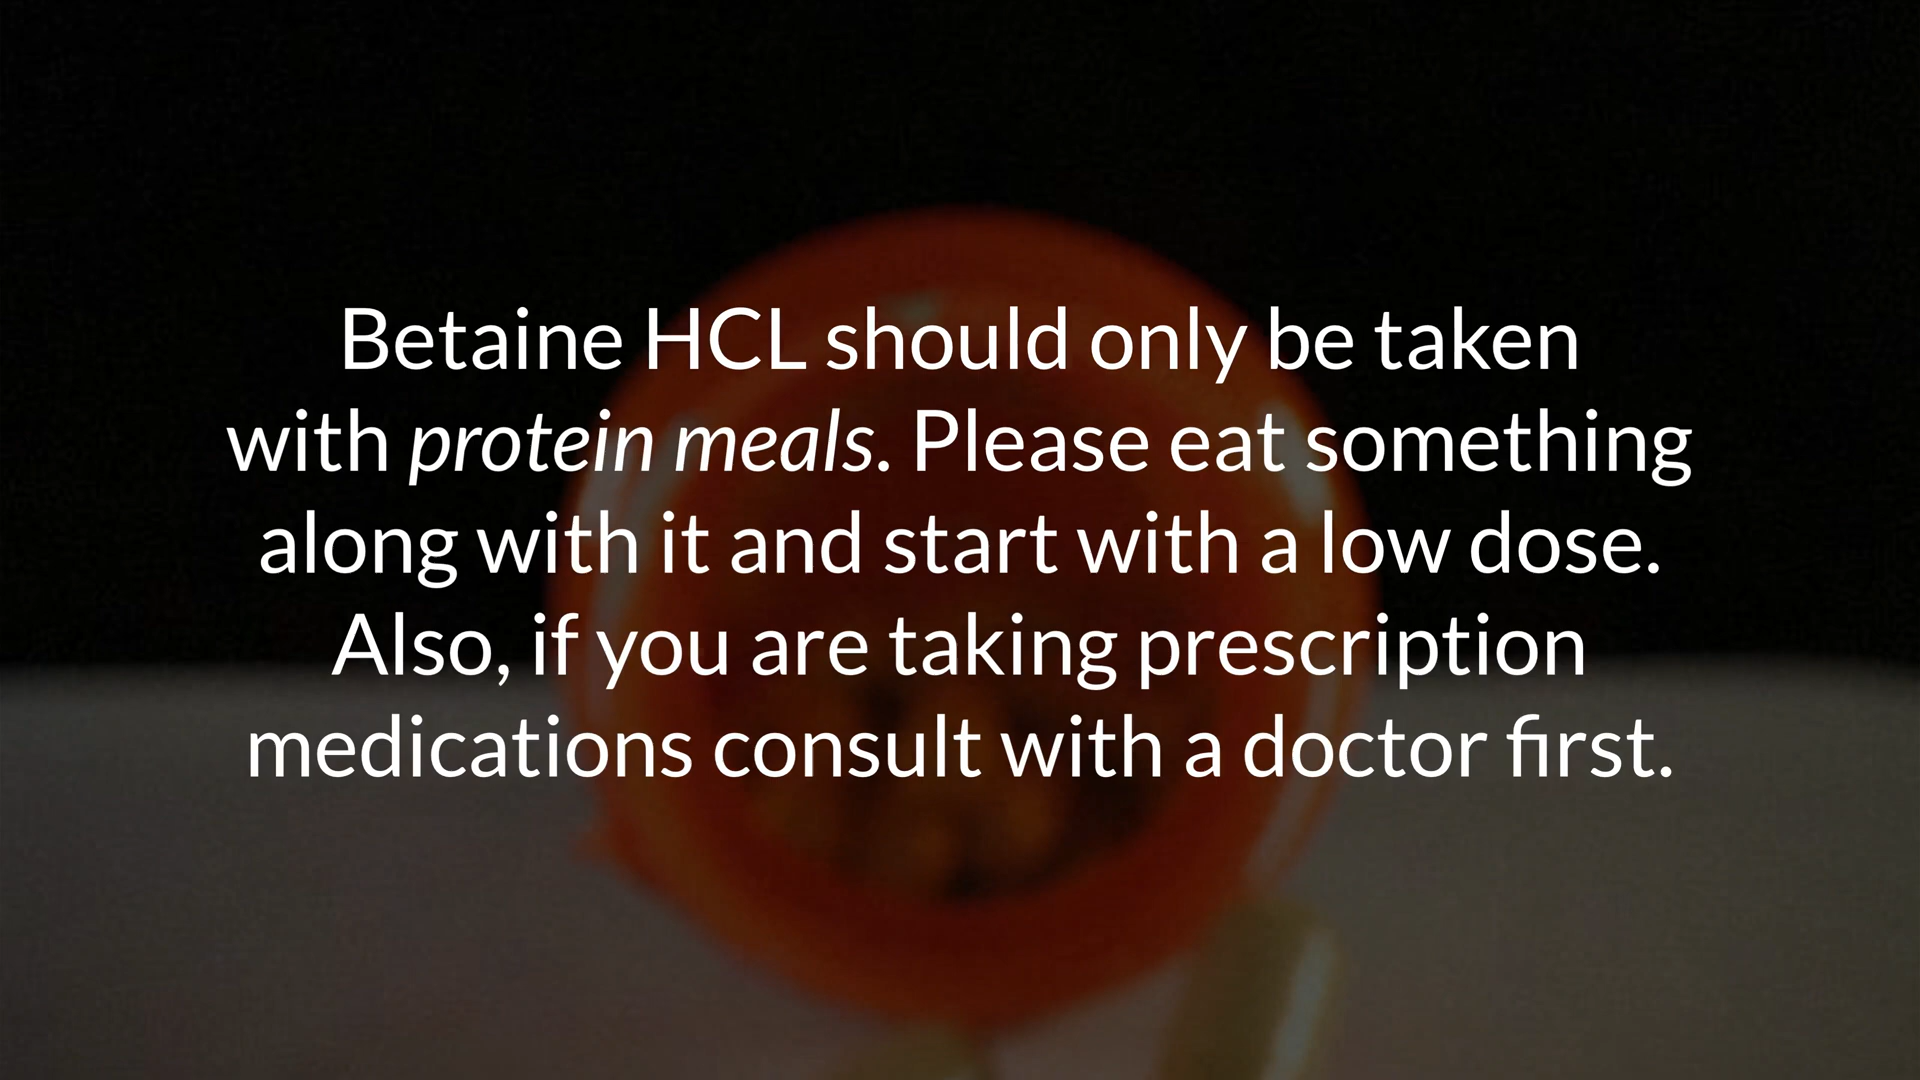 Betaine HCL should only be taken
with protein meals. Please eat something
along with it and start with a low dose.
Also, if you are taking prescription
medications consult with a doctor first.